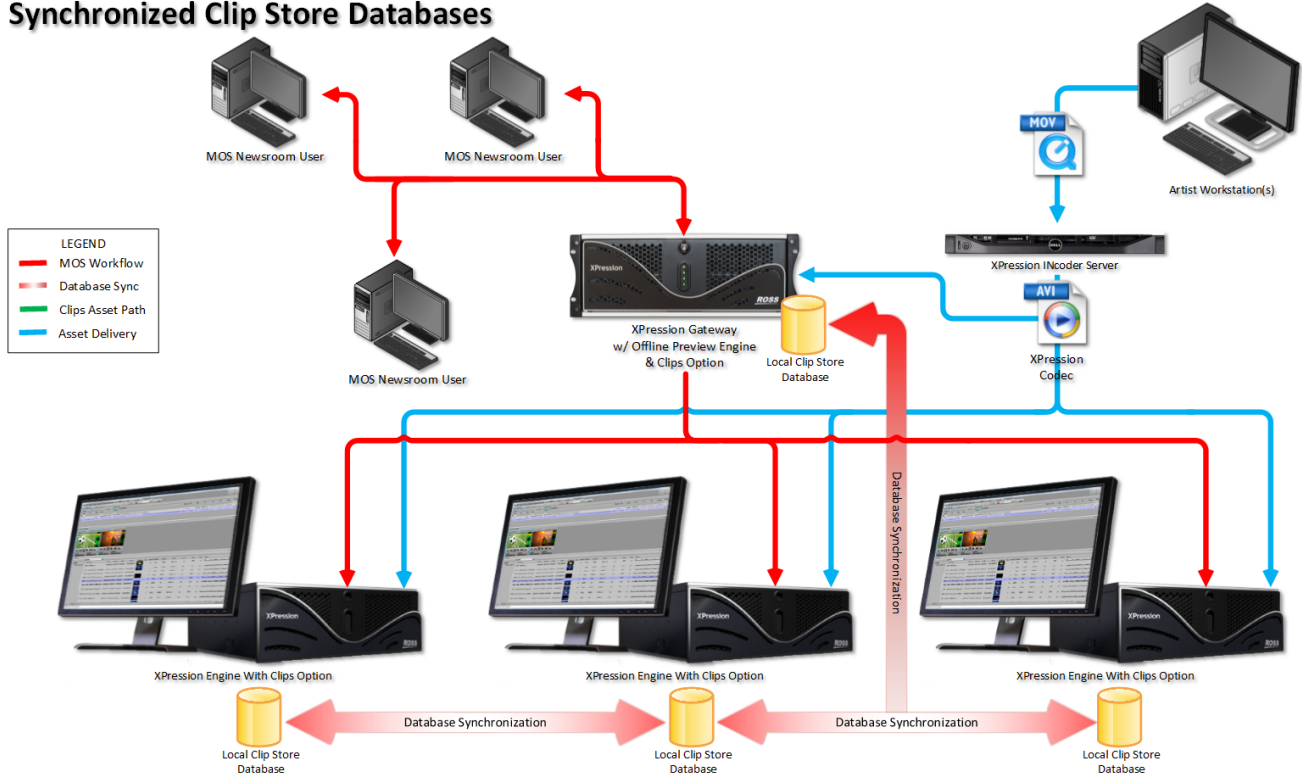 Synchronized Clip Store Databases
MOS Newsroom User
MOS Newsroom User
MOV
Artist Workstation(s)
LEGEND
MOS Workflow
Database Sync
Clips Asset Path
Asset Delivery
DELL
XPression INcoder Server
XPression
ROSS
AVI
XPression Gateway
w/ Offline Preview Engine
& Clips Option
Local Clip Store
Database
XPression
Codec
MOS Newsroom User
Database Synchronization
XPression
ROSS
XPression
ROSS
XPression
ROSS
XPression Engine With Clips Option
XPression Engine With Clips Option
XPression Engine With Clips Option
Database Synchronization
Database Synchronization
Local Clip Store
Database
Local Clip Store
Database
Local Clip Store
Database